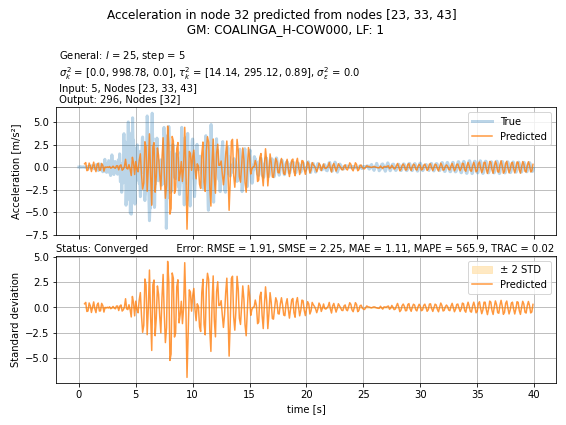 Acceleration in node 32 predicted from nodes [23, 33, 43]
GM: COALINGA_H-COW000, LF: 1
General: l = 25, step = 5
σ²ₖ = [0.0, 998.78, 0.0], τ²ₖ = [14.14, 295.12, 0.89], σ²_ε = 0.0
Input: 5, Nodes [23, 33, 43]
Output: 296, Nodes [32]
Acceleration [m/s²]
5.0
2.5
0.0
−2.5
−5.0
−7.5
True
Predicted
Status: Converged Error: RMSE = 1.91, SMSE = 2.25, MAE = 1.11, MAPE = 565.9, TRAC = 0.02
Standard deviation
5.0
2.5
0.0
−2.5
−5.0
± 2 STD
Predicted
0 5 10 15 20 25 30 35 40
time [s]